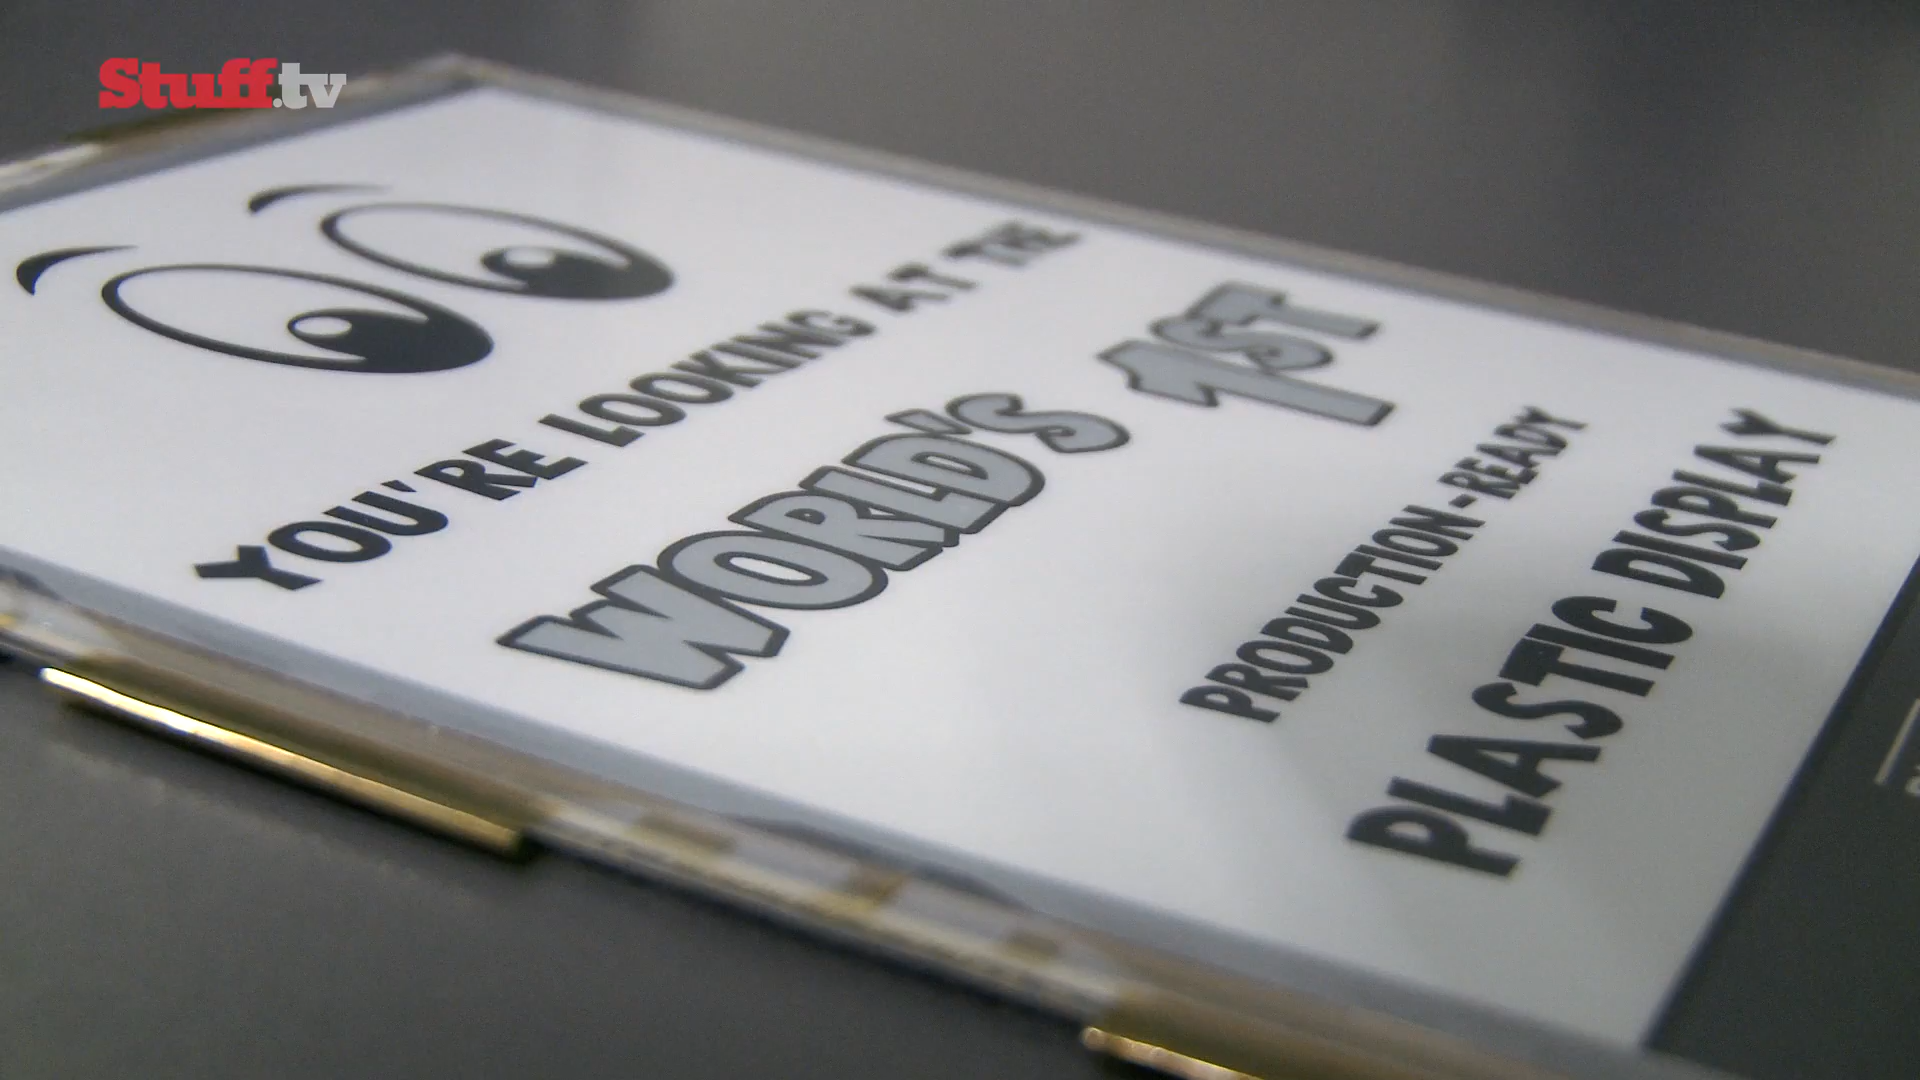 Stuff.tv
YOU'RE LOOKING AT THE
WORLD'S 1ST
PRODUCTION-READY
PLASTIC DISPLAY